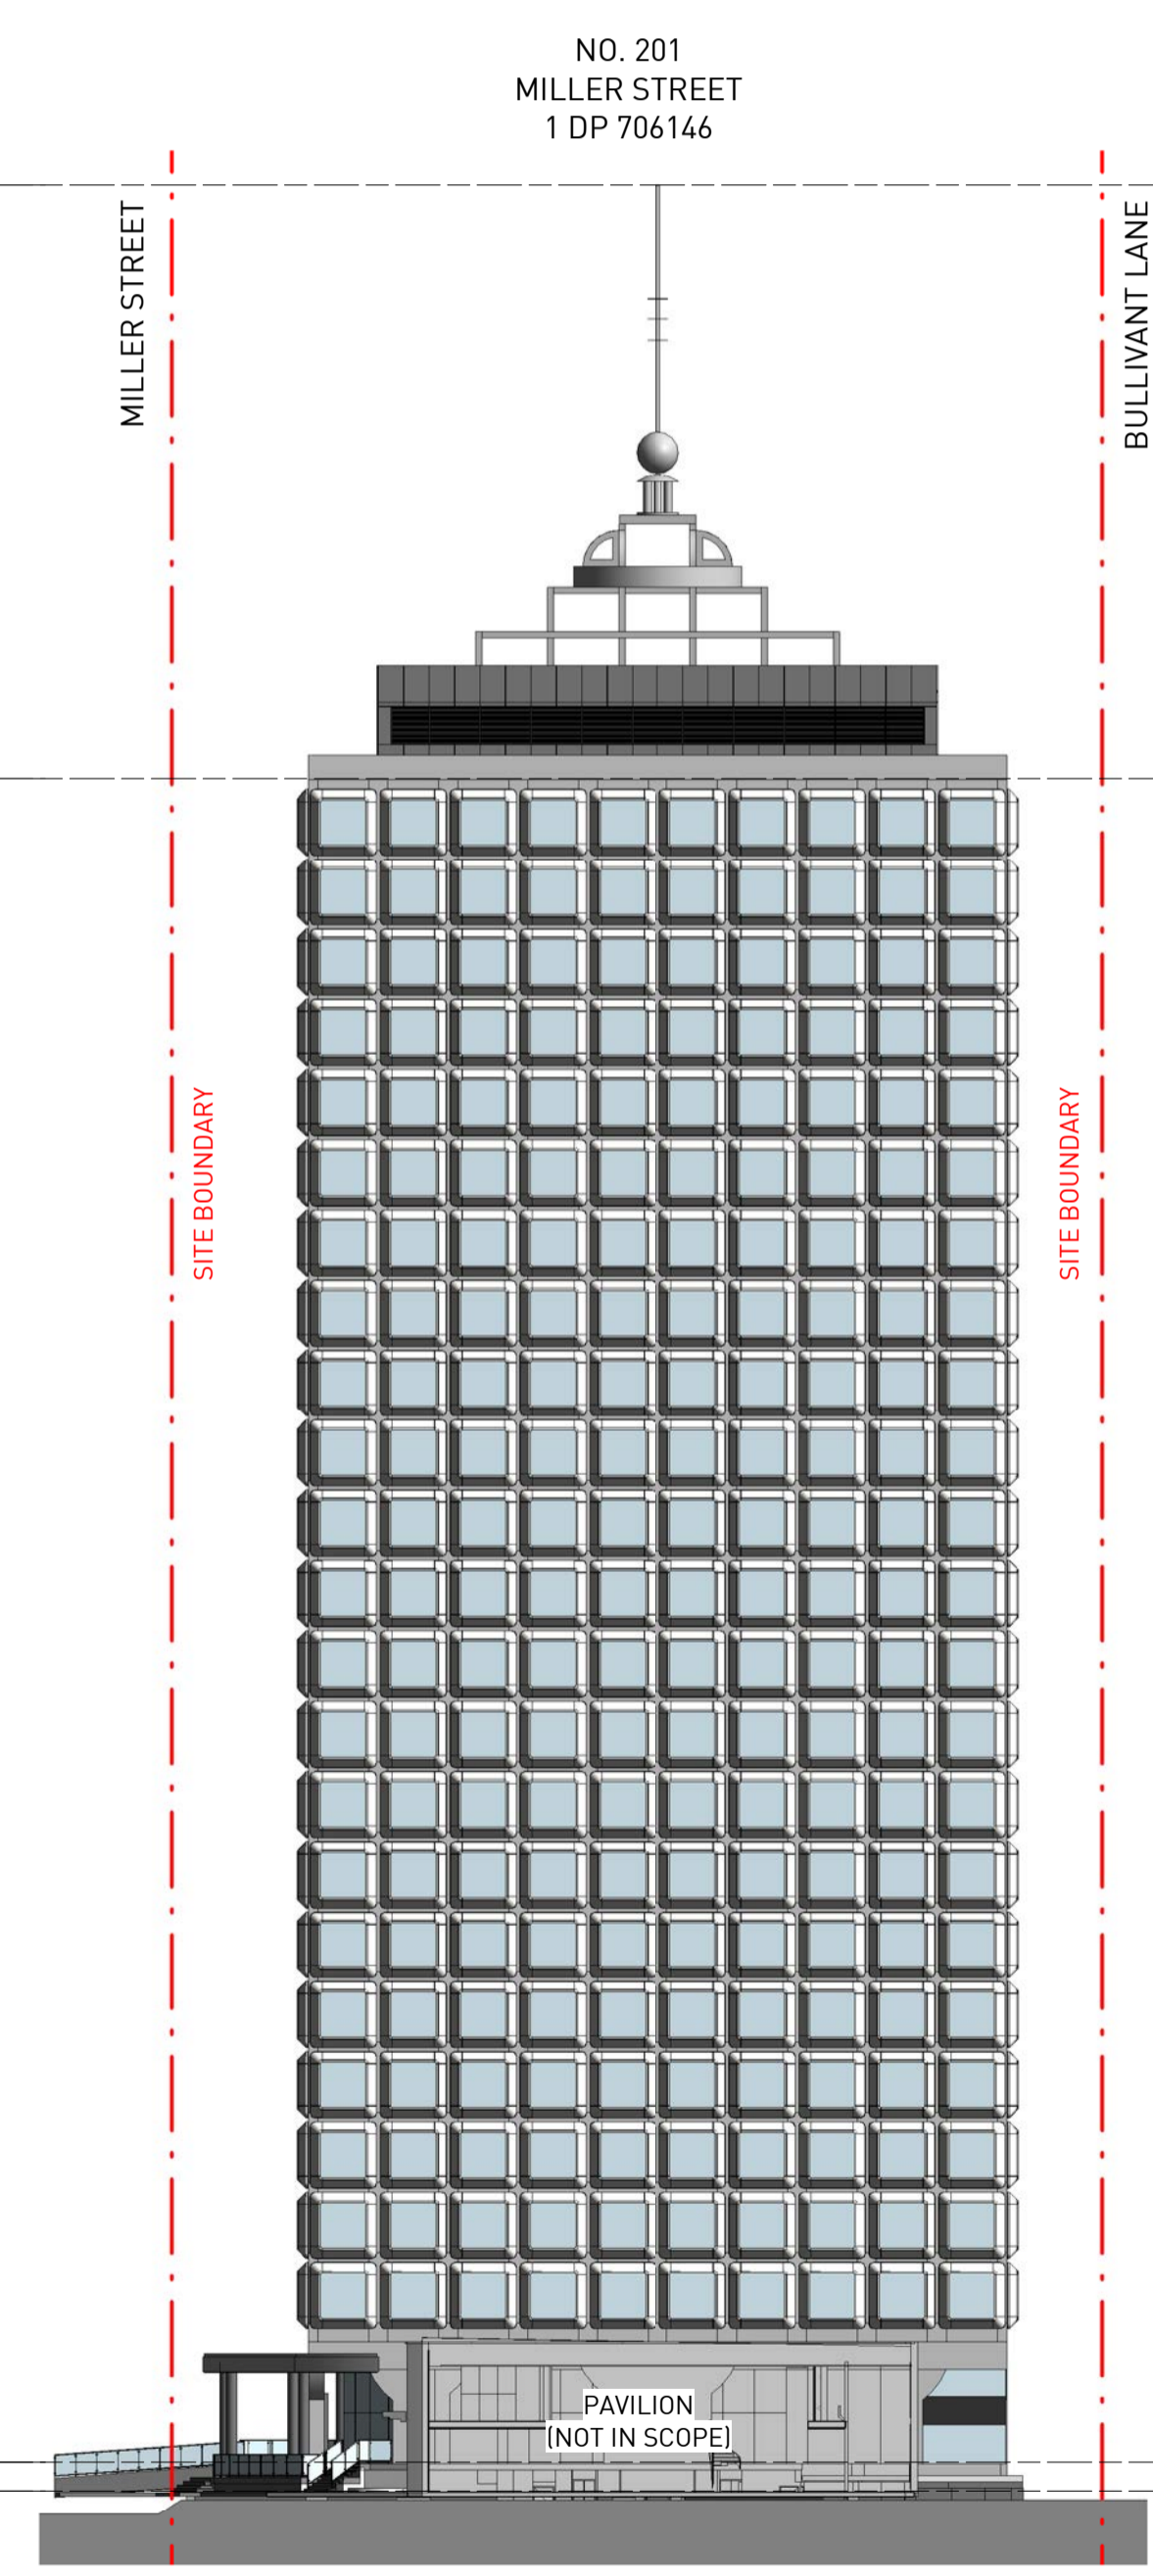 NO. 201
MILLER STREET
1 DP 706146
MILLER STREET
BULLIVANT LANE
SITE BOUNDARY
SITE BOUNDARY
PAVILION
(NOT IN SCOPE)